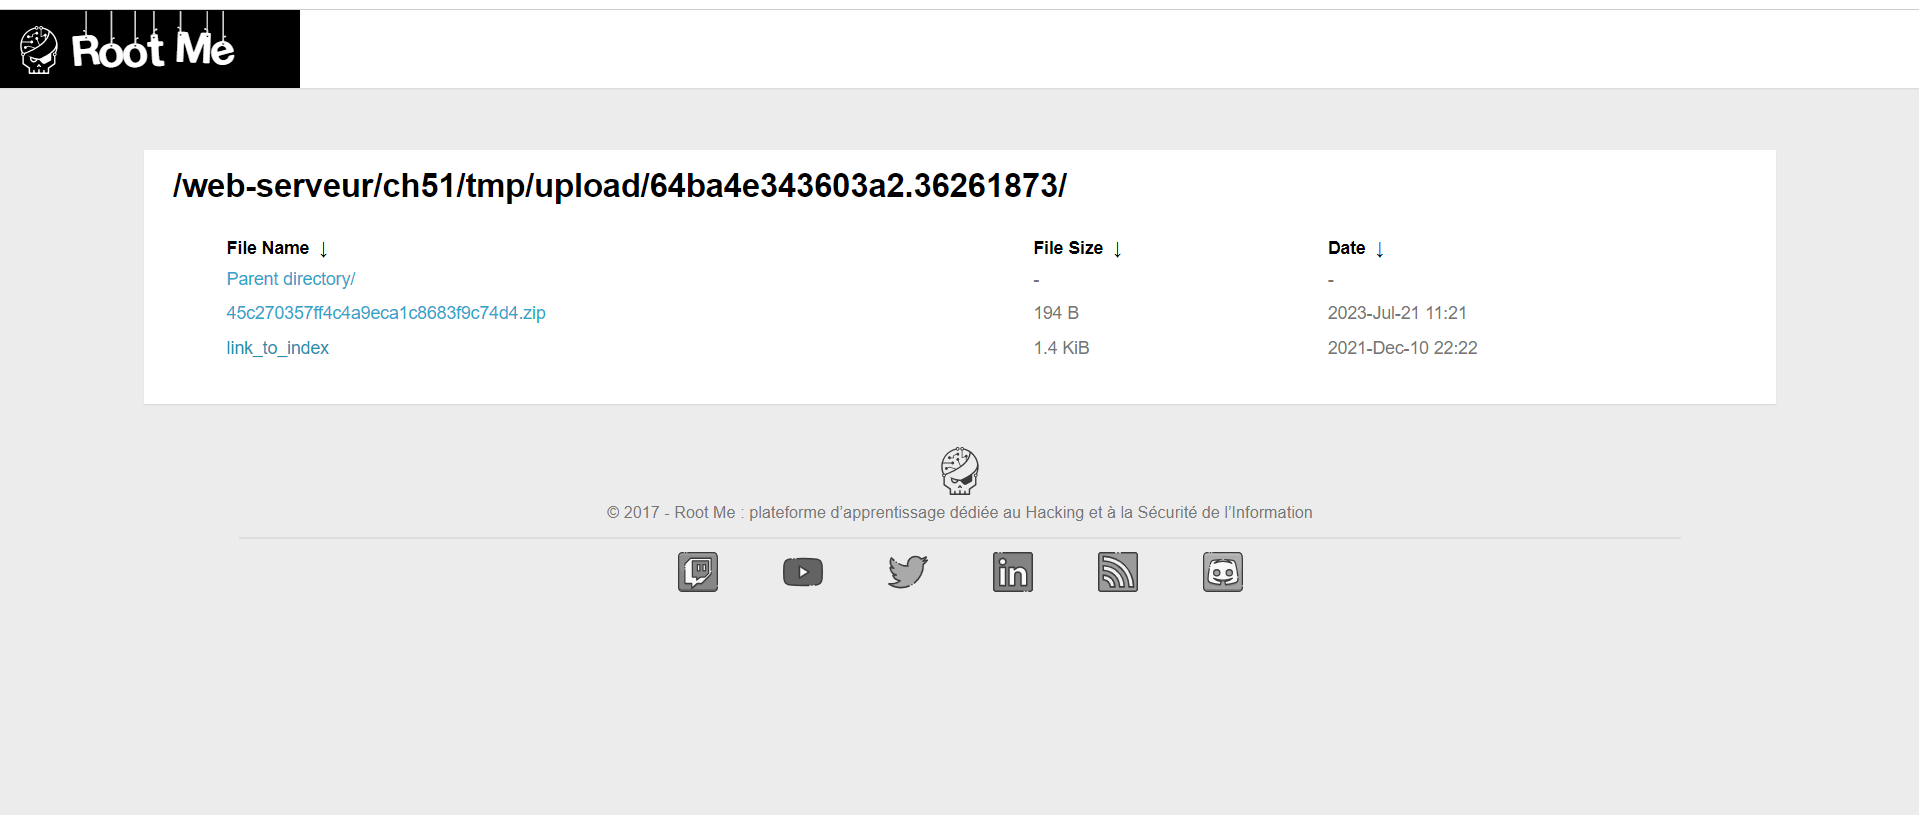 Root Me
/web-serveur/ch51/tmp/upload/64ba4e343603a2.36261873/
File Name ↓ File Size ↓ Date ↓
Parent directory/ - -
45c270357ff4c4a9eca1c8683f9c74d4.zip 194 B 2023-Jul-21 11:21
link_to_index 1.4 KiB 2021-Dec-10 22:22
© 2017 - Root Me : plateforme d’apprentissage dédiée au Hacking et à la Sécurité de l’Information
in